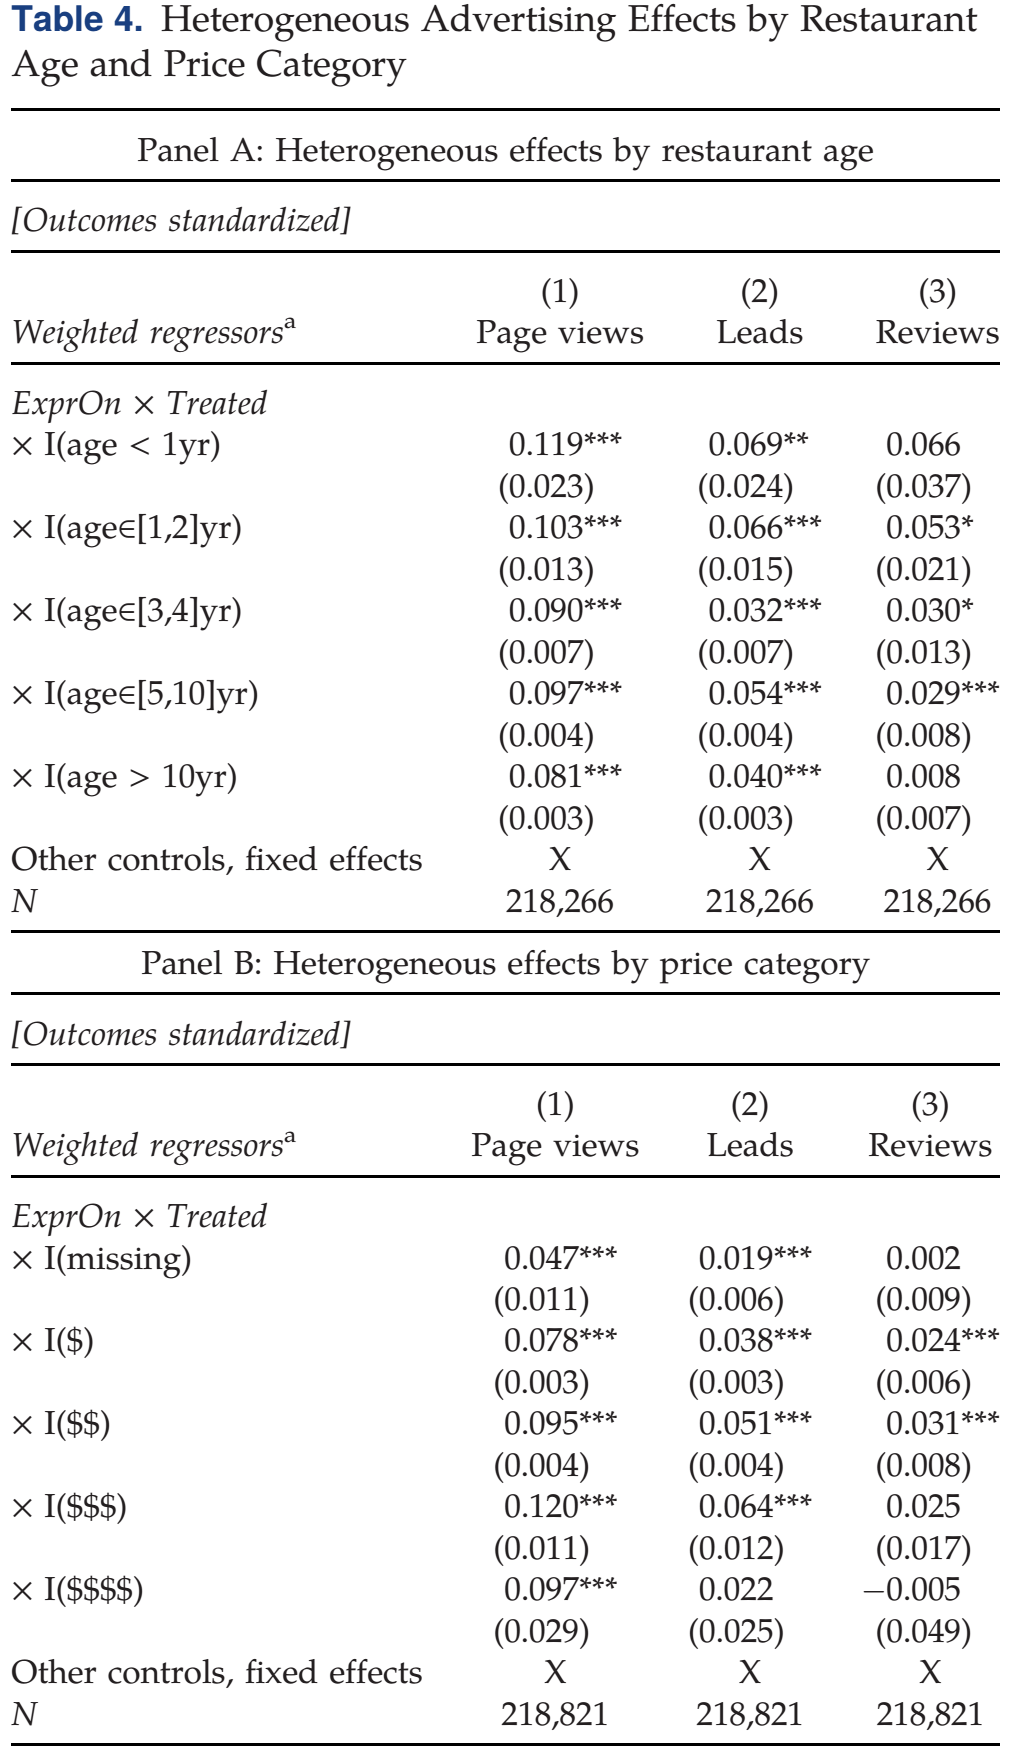 Table 4. Heterogeneous Advertising Effects by Restaurant
Age and Price Category
Panel A: Heterogeneous effects by restaurant age
[Outcomes standardized]
(1) (2) (3)
Weighted regressorsᵃ Page views Leads Reviews
ExprOn × Treated
× I(age < 1yr) 0.119*** 0.069** 0.066
(0.023) (0.024) (0.037)
× I(age∈[1,2]yr) 0.103*** 0.066*** 0.053*
(0.013) (0.015) (0.021)
× I(age∈[3,4]yr) 0.090*** 0.032*** 0.030*
(0.007) (0.007) (0.013)
× I(age∈[5,10]yr) 0.097*** 0.054*** 0.029***
(0.004) (0.004) (0.008)
× I(age > 10yr) 0.081*** 0.040*** 0.008
(0.003) (0.003) (0.007)
Other controls, fixed effects X X X
N 218,266 218,266 218,266
Panel B: Heterogeneous effects by price category
[Outcomes standardized]
(1) (2) (3)
Weighted regressorsᵃ Page views Leads Reviews
ExprOn × Treated
× I(missing) 0.047*** 0.019*** 0.002
(0.011) (0.006) (0.009)
× I($) 0.078*** 0.038*** 0.024***
(0.003) (0.003) (0.006)
× I($$) 0.095*** 0.051*** 0.031***
(0.004) (0.004) (0.008)
× I($$$) 0.120*** 0.064*** 0.025
(0.011) (0.012) (0.017)
× I($$$$) 0.097*** 0.022 −0.005
(0.029) (0.025) (0.049)
Other controls, fixed effects X X X
N 218,821 218,821 218,821